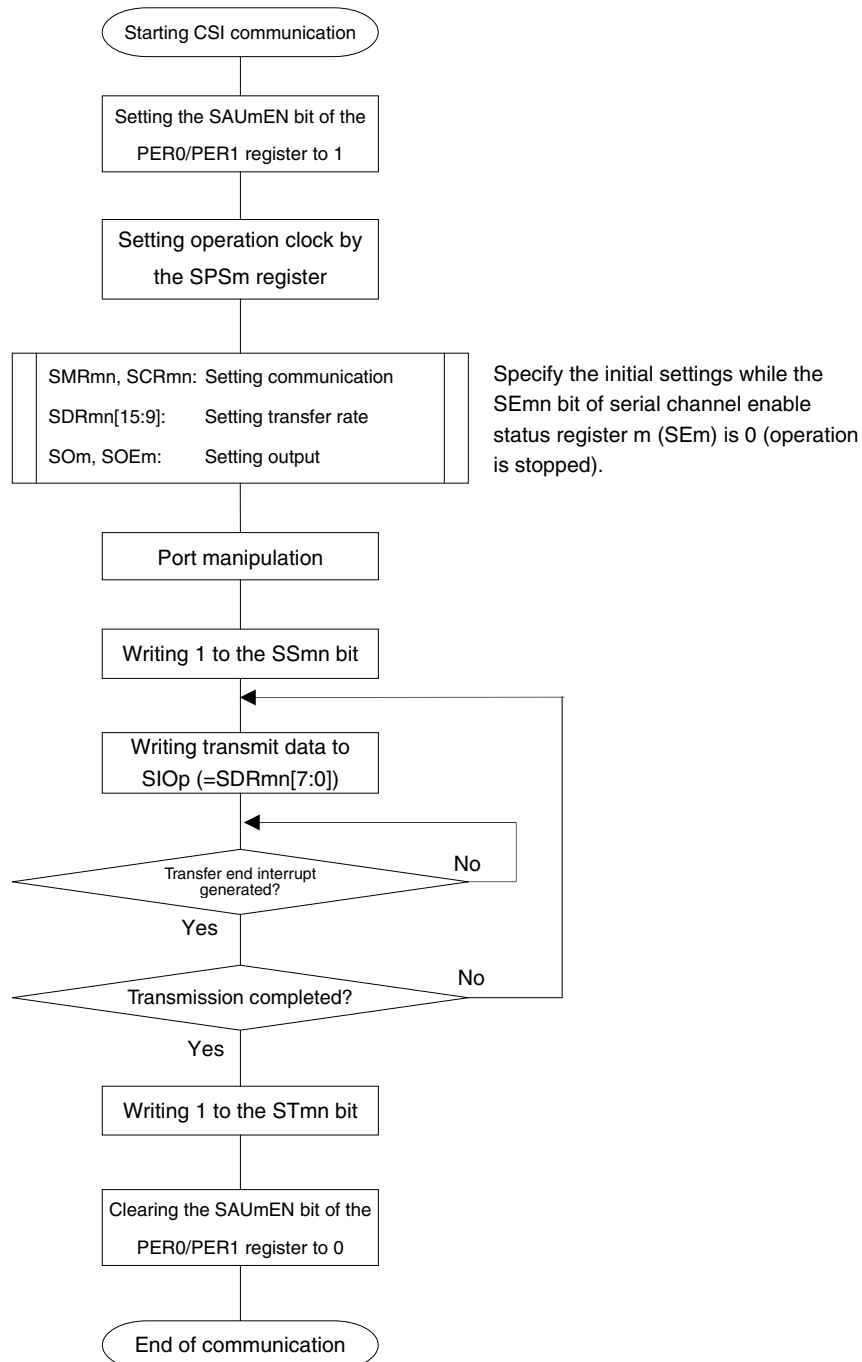 Starting CSI communication
Setting the SAUmEN bit of the
PER0/PER1 register to 1
Setting operation clock by
the SPSm register
SMRmn, SCRmn: Setting communication
SDRmn[15:9]: Setting transfer rate
SOm, SOEm: Setting output
Specify the initial settings while the
SEmn bit of serial channel enable
status register m (SEm) is 0 (operation
is stopped).
Port manipulation
Writing 1 to the SSmn bit
Writing transmit data to
SIOp (=SDRmn[7:0])
Transfer end interrupt
generated?
No
Yes
Transmission completed?
No
Yes
Writing 1 to the STmn bit
Clearing the SAUmEN bit of the
PER0/PER1 register to 0
End of communication